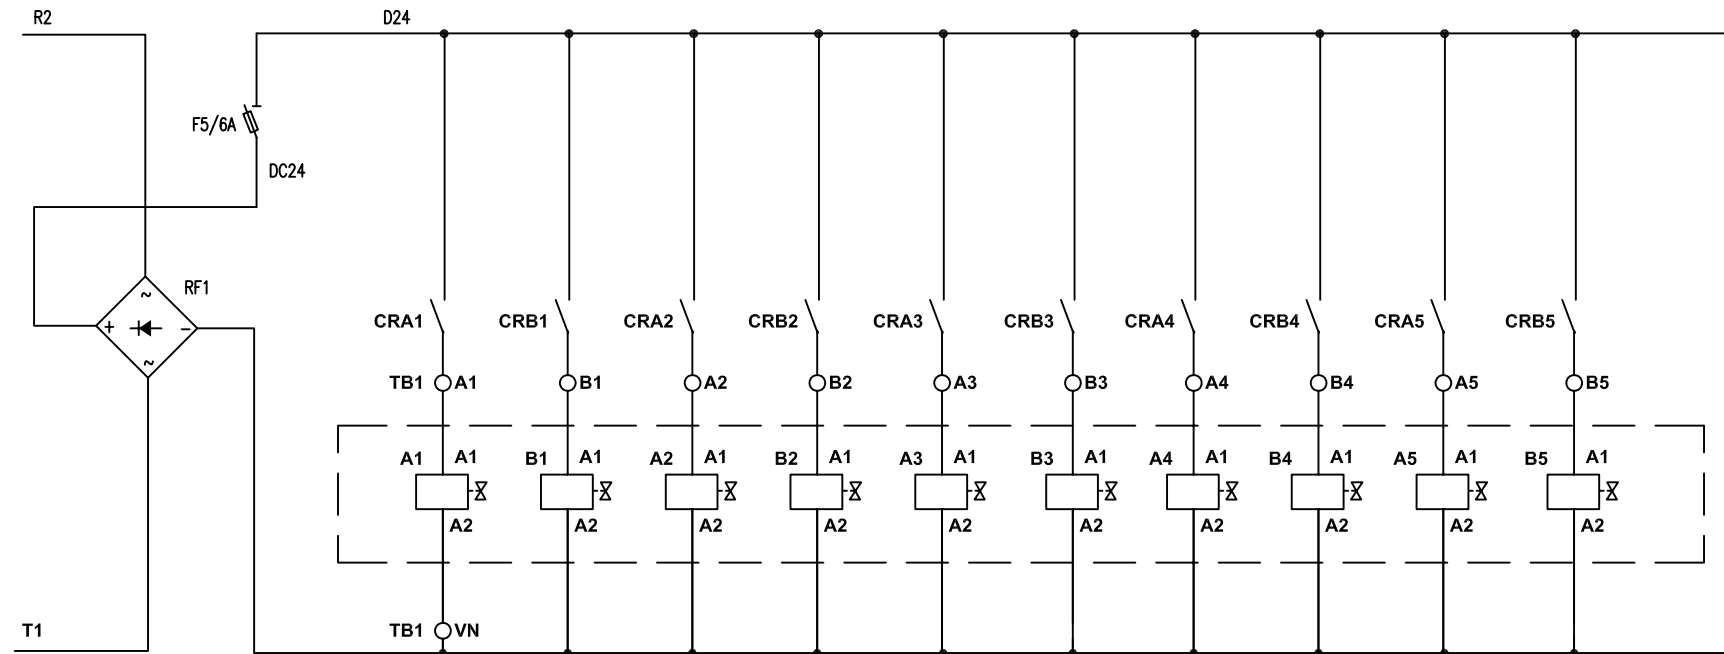 R2 D24
F5/6A
DC24
RF1
~
+ -
~
CRA1 CRB1 CRA2 CRB2 CRA3 CRB3 CRA4 CRB4 CRA5 CRB5
TB1 A1 B1 A2 B2 A3 B3 A4 B4 A5 B5
A1 A1 B1 A1 A2 A1 B2 A1 A3 A1 B3 A1 A4 A1 B4 A1 A5 A1 B5 A1
A2 A2 A2 A2 A2 A2 A2 A2 A2 A2
T1 TB1 VN